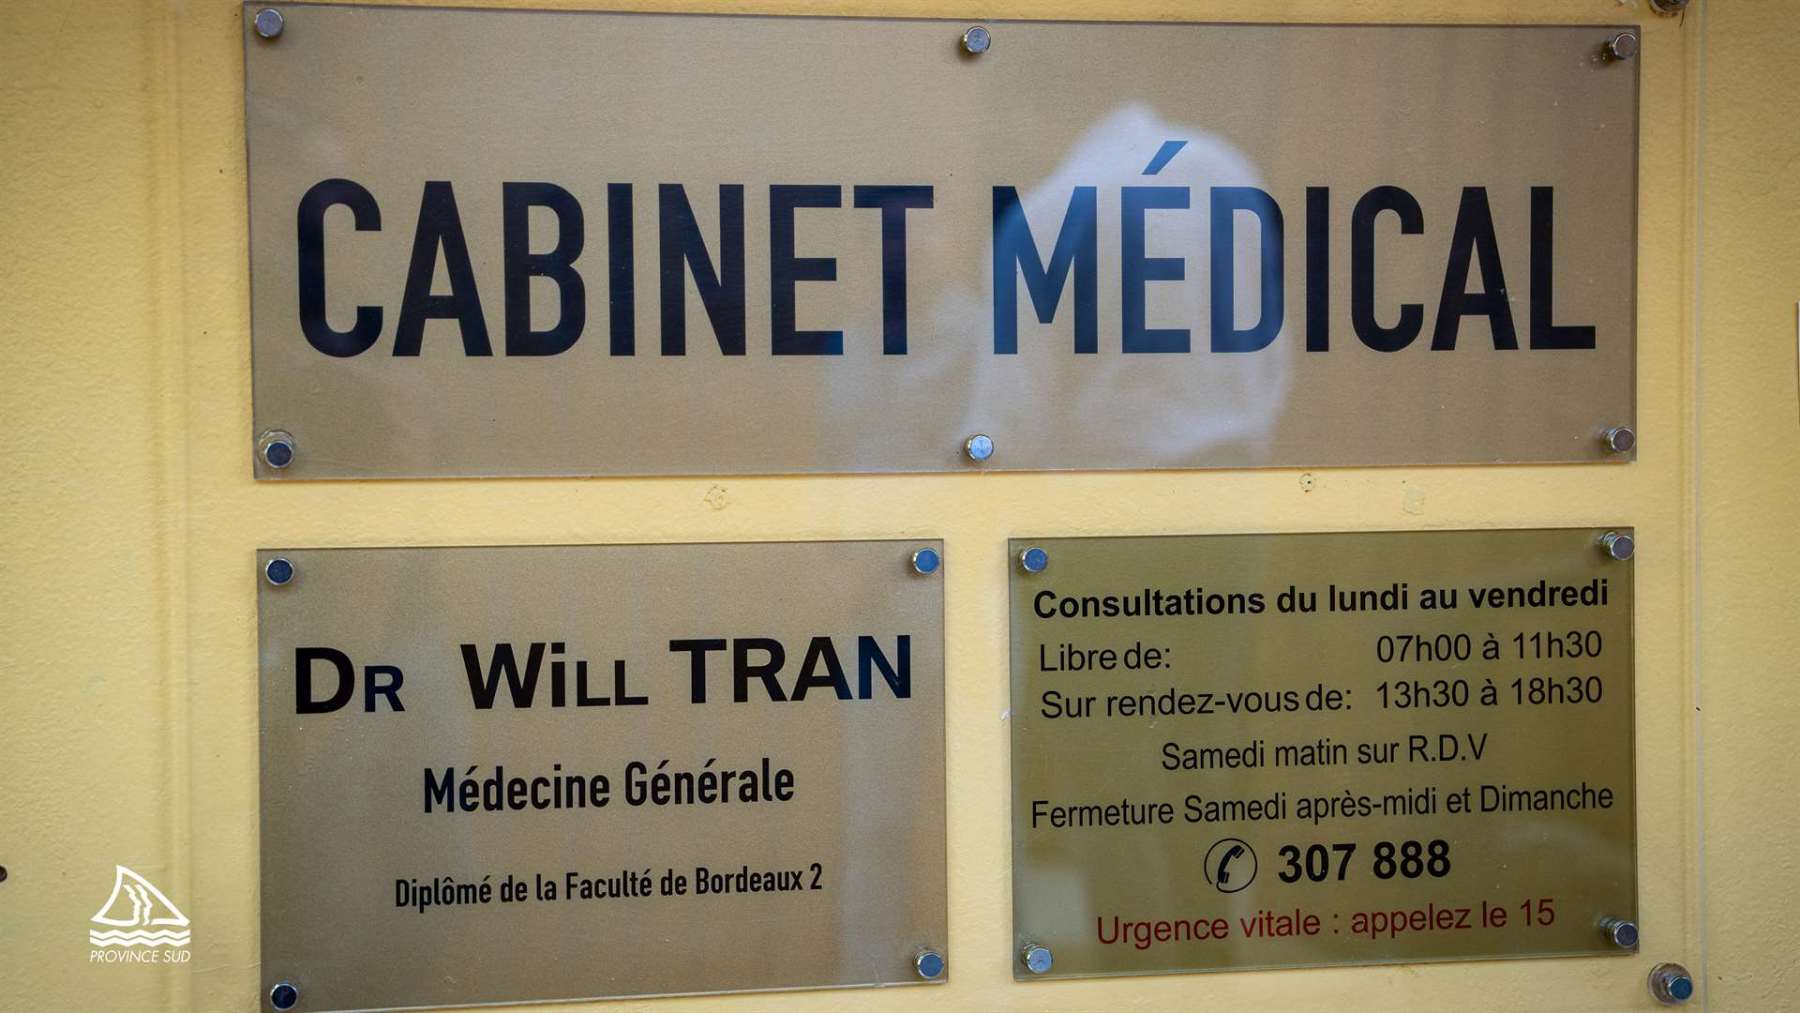 CABINET MÉDICAL
DR WiLL TRAN
Médecine Générale
Diplômé de la Faculté de Bordeaux 2
Consultations du lundi au vendredi
Libre de: 07h00 à 11h30
Sur rendez-vous de: 13h30 à 18h30
Samedi matin sur R.D.V
Fermeture Samedi après-midi et Dimanche
307 888
Urgence vitale : appelez le 15
PROVINCE SUD